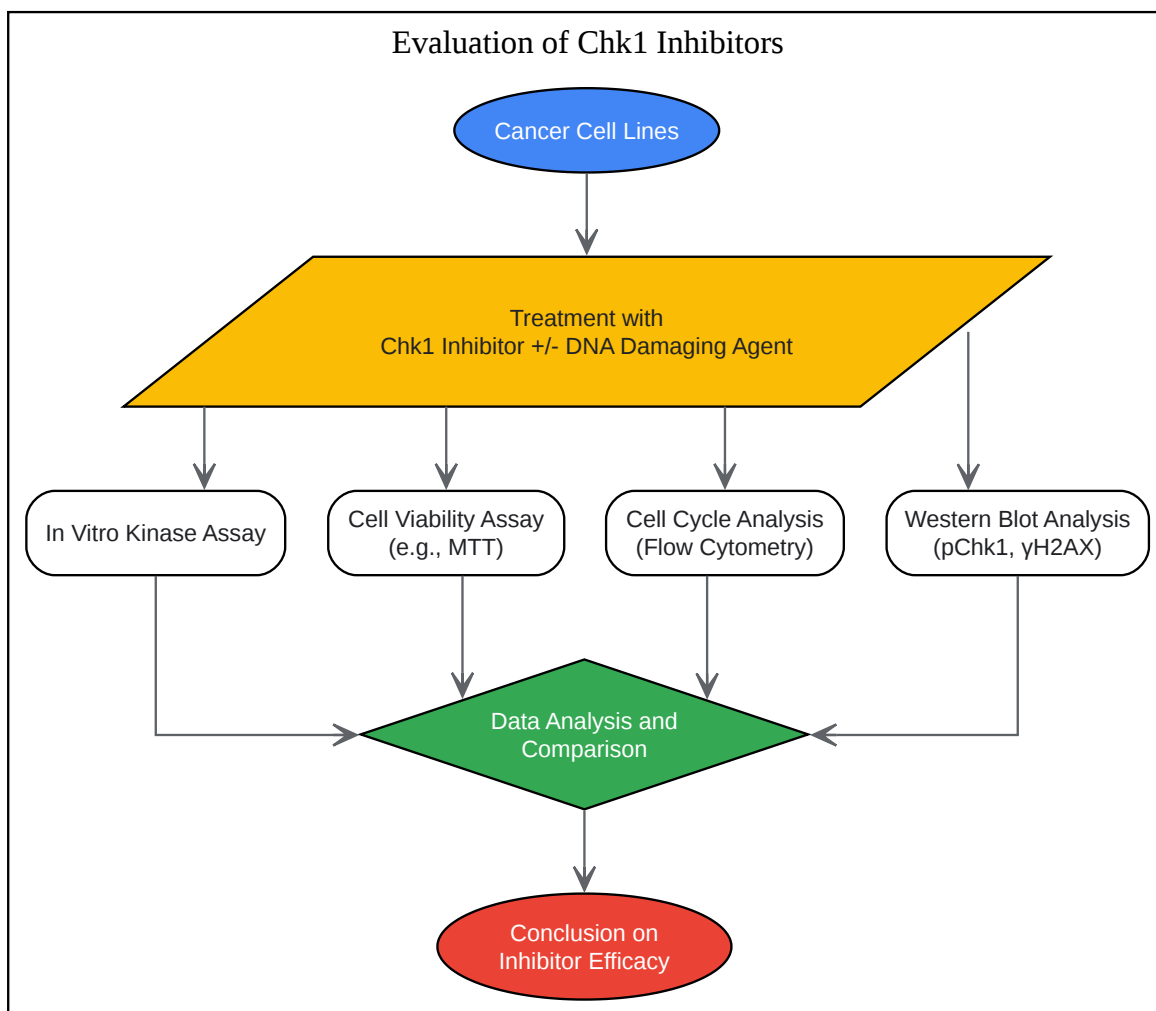 Evaluation of Chk1 Inhibitors
Cancer Cell Lines
Treatment with
Chk1 Inhibitor +/- DNA Damaging Agent
In Vitro Kinase Assay
Cell Viability Assay
(e.g., MTT)
Cell Cycle Analysis
(Flow Cytometry)
Western Blot Analysis
(pChk1, γH2AX)
Data Analysis and
Comparison
Conclusion on
Inhibitor Efficacy